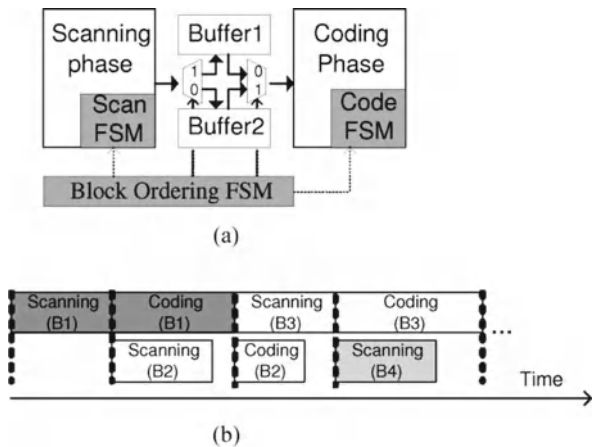 Scanning phase
Scan FSM
Buffer1
1
0
0
1
Buffer2
Coding Phase
Code FSM
Block Ordering FSM
(a)
Scanning (B1)
Coding (B1)
Scanning (B3)
Coding (B3)
...
Scanning (B2)
Coding (B2)
Scanning (B4)
Time
(b)